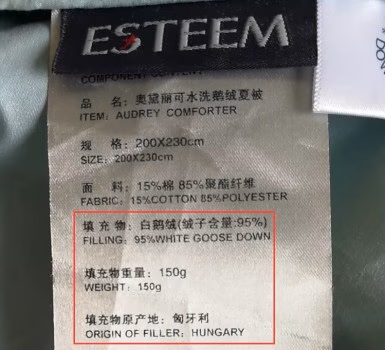 ESTEEM
COMPONENT CONTENT
品 名：奥黛丽可水洗鹅绒夏被
ITEM: AUDREY COMFORTER
规 格：200X230cm
SIZE：200X230cm
面 料：15%棉 85%聚酯纤维
FABRIC：15%COTTON 85%POLYESTER
填 充 物：白鹅绒(绒子含量:95%)
FILLING：95%WHITE GOOSE DOWN
填充物重量：150g
WEIGHT：150g
填充物原产地：匈牙利
ORIGIN OF FILLER：HUNGARY